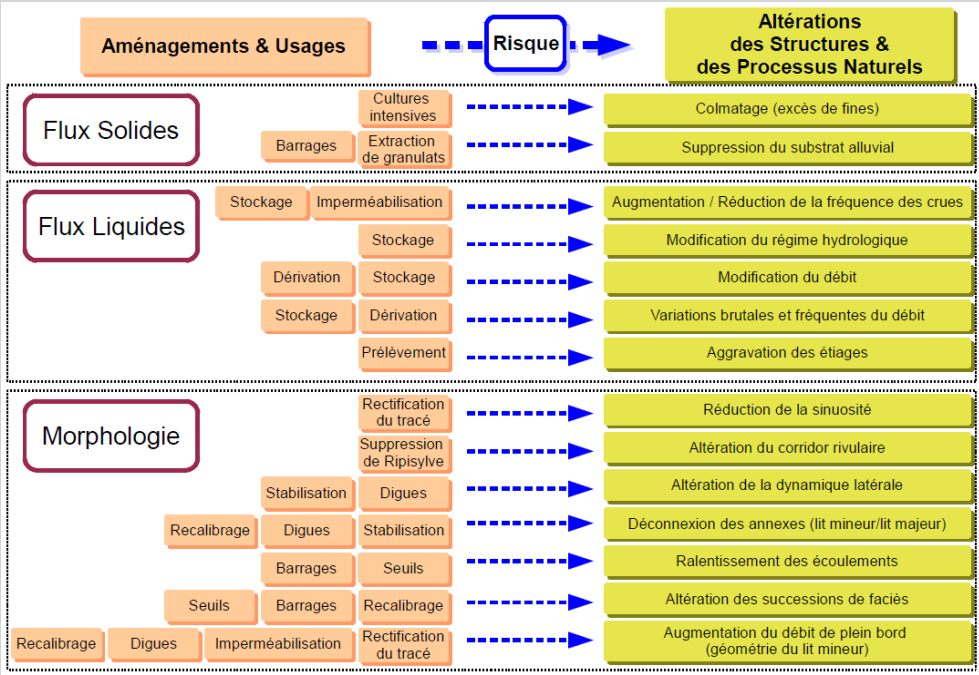 Aménagements & Usages
Risque
Altérations
des Structures &
des Processus Naturels
Flux Solides
Cultures
intensives
Colmatage (excès de fines)
Barrages
Extraction
de granulats
Suppression du substrat alluvial
Flux Liquides
Stockage
Imperméabilisation
Augmentation / Réduction de la fréquence des crues
Stockage
Modification du régime hydrologique
Dérivation
Stockage
Modification du débit
Stockage
Dérivation
Variations brutales et fréquentes du débit
Prélèvement
Aggravation des étiages
Morphologie
Rectification
du tracé
Réduction de la sinuosité
Suppression
de Ripisylve
Altération du corridor rivulaire
Stabilisation
Digues
Altération de la dynamique latérale
Recalibrage
Digues
Stabilisation
Déconnexion des annexes (lit mineur/lit majeur)
Barrages
Seuils
Ralentissement des écoulements
Seuils
Barrages
Recalibrage
Altération des successions de faciès
Recalibrage
Digues
Imperméabilisation
Rectification
du tracé
Augmentation du débit de plein bord
(géométrie du lit mineur)